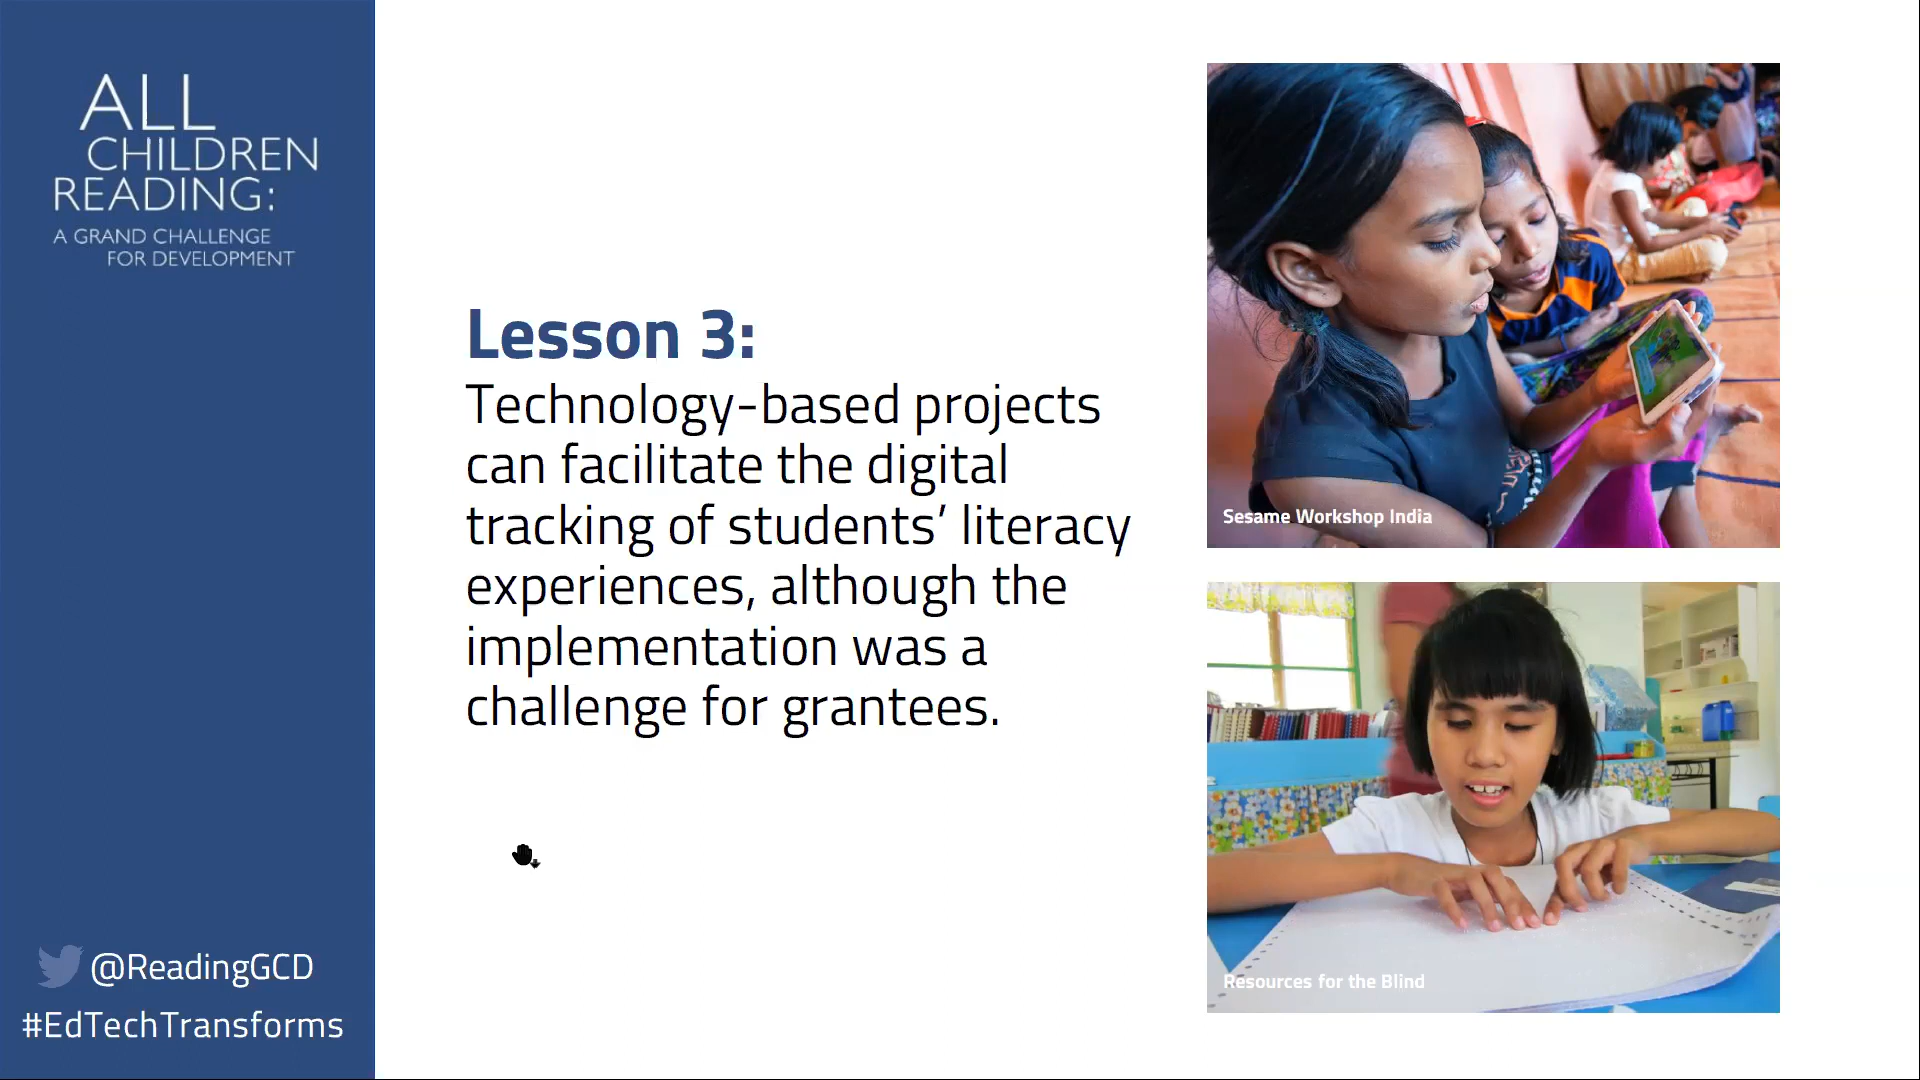 ALL
CHILDREN
READING:
A GRAND CHALLENGE
FOR DEVELOPMENT
Lesson 3:
Technology-based projects
can facilitate the digital
tracking of students’ literacy
experiences, although the
implementation was a
challenge for grantees.
Sesame Workshop India
Resources for the Blind
@ReadingGCD
#EdTechTransforms